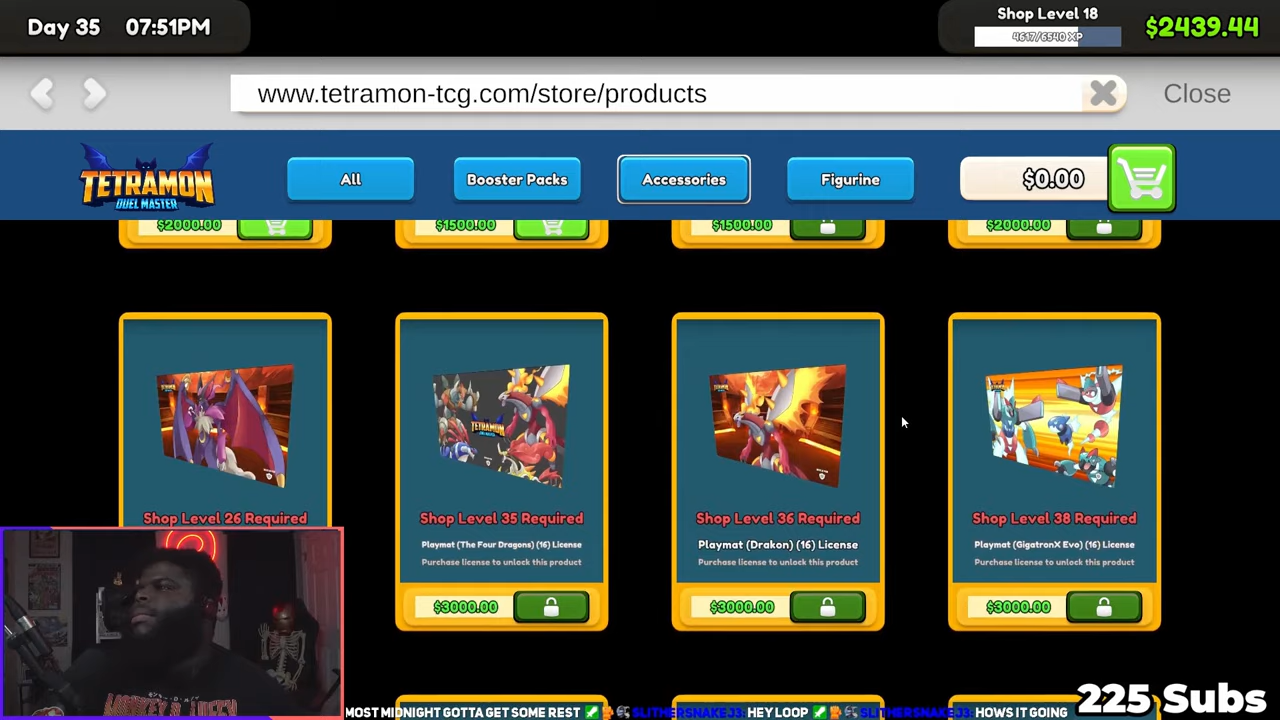 Day 35 07:51PM
Shop Level 18
4617/6540 XP
$2439.44
www.tetramon-tcg.com/store/products
Close
TETRAMON
DUEL MASTER
All
Booster Packs
Accessories
Figurine
$0.00
$2000.00
$1500.00
$1500.00
$2000.00
Shop Level 26 Required
Shop Level 35 Required
Playmat (The Four Dragons) (16) License
Purchase license to unlock this product
$3000.00
Shop Level 36 Required
Playmat (Drakon) (16) License
Purchase license to unlock this product
$3000.00
Shop Level 38 Required
Playmat (GigatronX Evo) (16) License
Purchase license to unlock this product
$3000.00
MOST MIDNIGHT GOTTA GET SOME REST SLITHERSNAKEJ3: HEY LOOP SLITHERSNAKEJ3: HOWS IT GOING
225 Subs